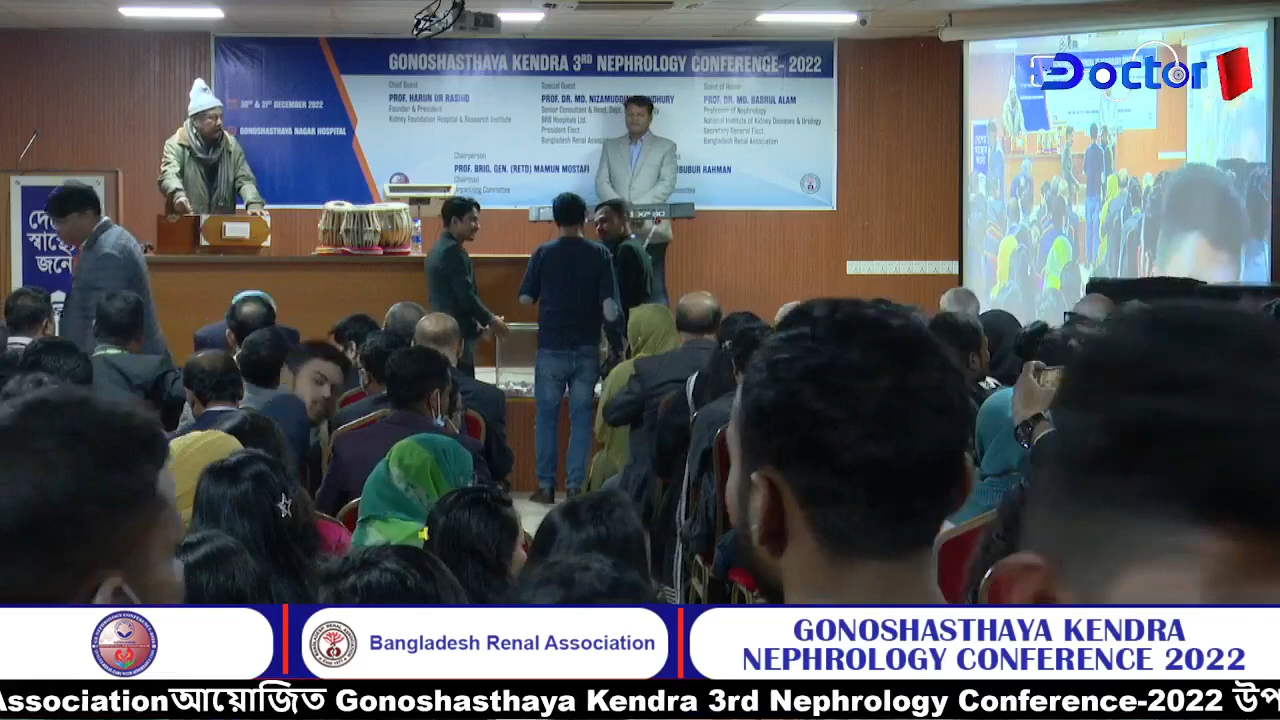 GONOSHASTHAYA KENDRA 3RD NEPHROLOGY CONFERENCE- 2022
30TH & 31ST DECEMBER 2022
GONOSHASTHAYA NAGAR HOSPITAL
Chief Guest
PROF. HARUN UR RASHID
Founder & President
Kidney Foundation Hospital & Research Institute
Special Guest
PROF. DR. MD. NIZAMUDDIN
Senior Consultant & Head, Dept.
BRB Hospitals Ltd.
President Elect.
Bangladesh Renal
Guest of Honor
PROF. DR. MD. BABRUL ALAM
Professor of Nephrology
National Institute of Kidney Diseases & Urology
Secretary General Elect.
Bangladesh Renal Association
Chairperson
PROF. BRIG. GEN. (RETD) MAMUN
Chairman
Organizing Committee
RAHMAN
Committee
Doctor
XP 80
Bangladesh Renal Association
GONOSHASTHAYA KENDRA
NEPHROLOGY CONFERENCE 2022
Associationআয়োজিত Gonoshasthaya Kendra 3rd Nephrology Conference-2022 উপ